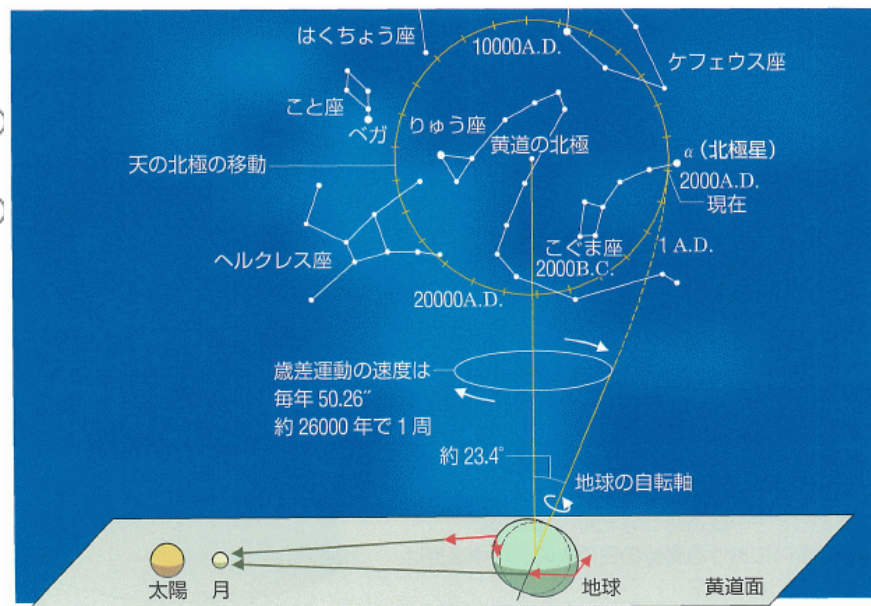 はくちょう座
10000A.D.
ケフェウス座
こと座
ベガ
りゅう座
黄道の北極
α（北極星）
天の北極の移動
2000A.D.
現在
こぐま座
1A.D.
ヘルクレス座
2000B.C.
20000A.D.
歳差運動の速度は
毎年 50.26″
約 26000 年で 1 周
約 23.4°
地球の自転軸
太陽
月
地球
黄道面